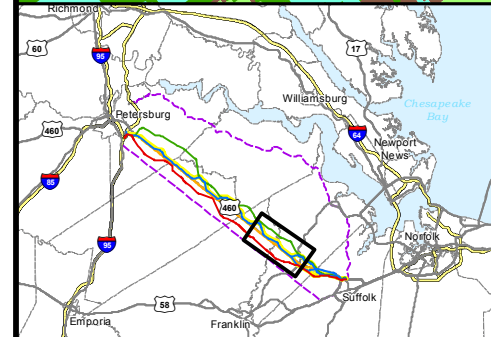 Richmond
60
95
17
Williamsburg
Chesapeake
Bay
Petersburg
460
64
Newport
News
85
460
95
Norfolk
58
Suffolk
Emporia
Franklin